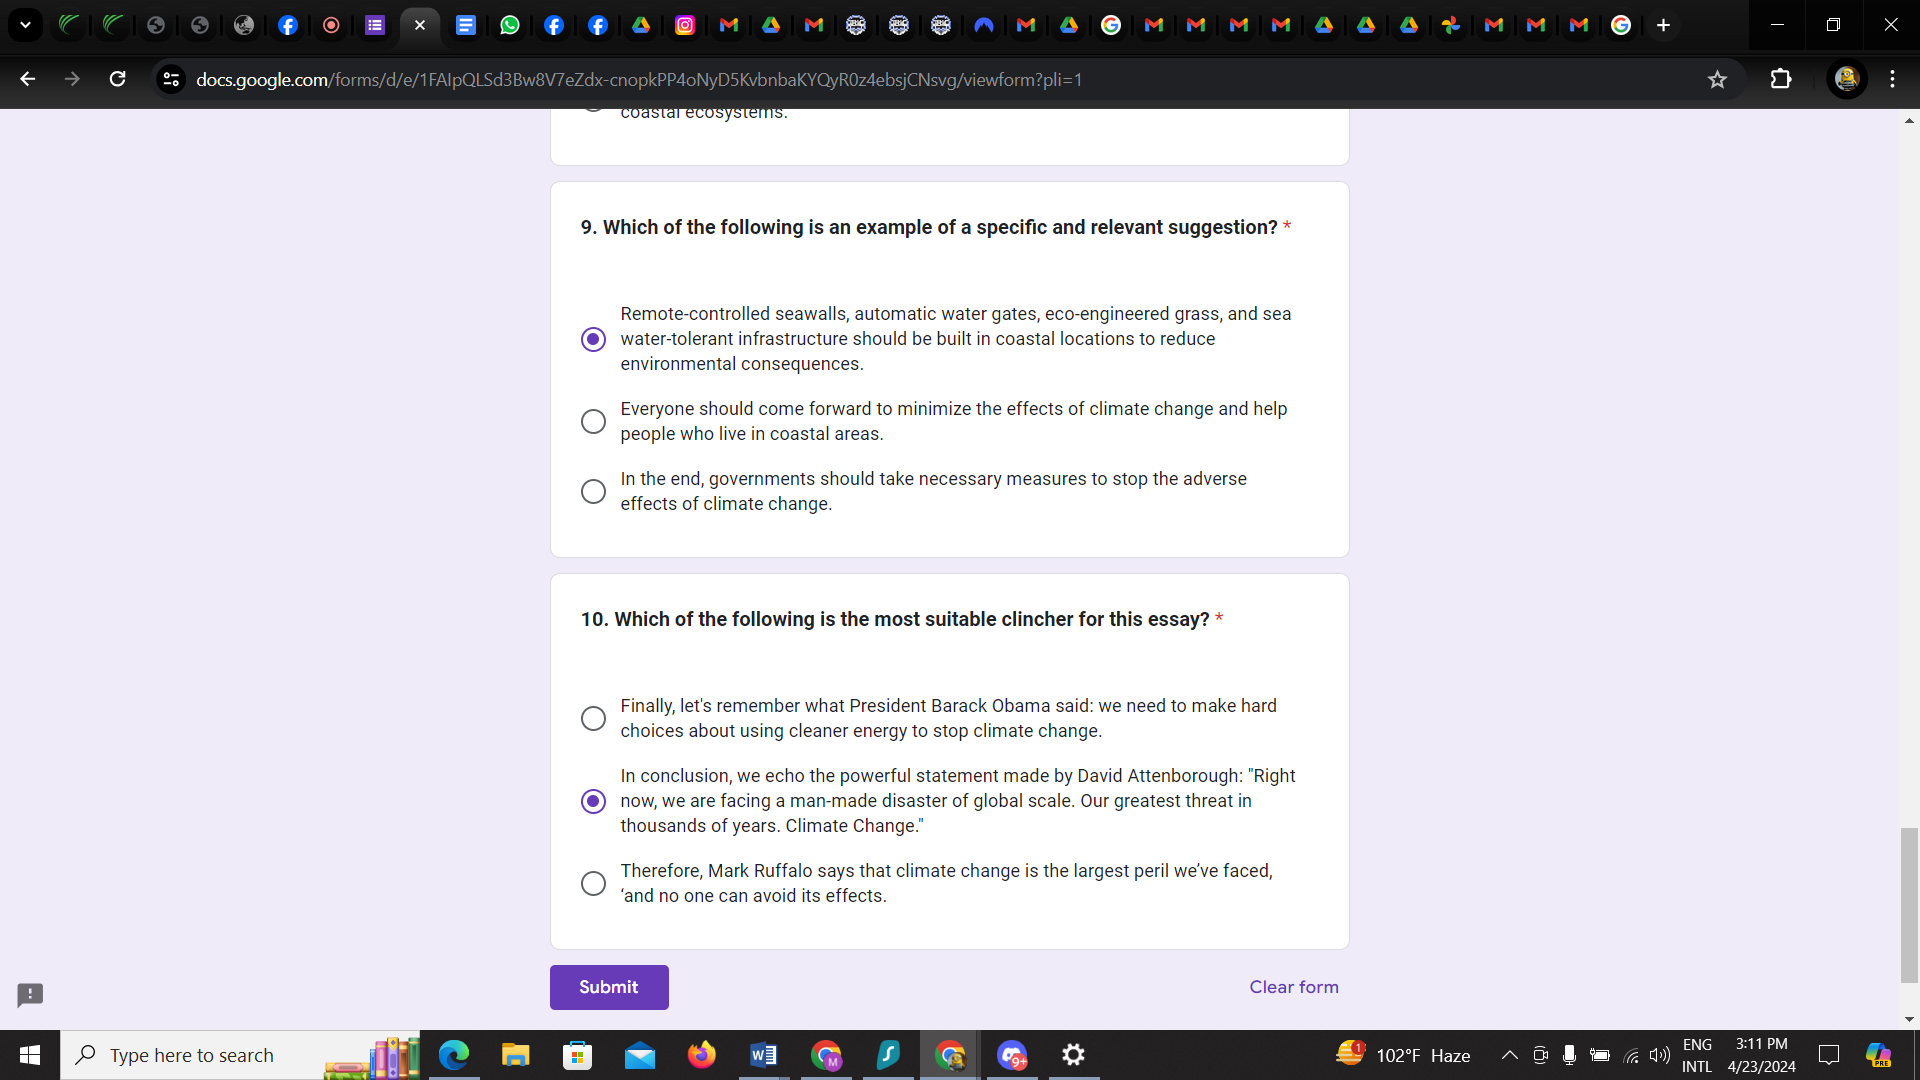 docs.google.com/forms/d/e/1FAIpQLSd3Bw8V7eZdx-cnopkPP4oNyD5KvbnbaKYQyR0z4ebsjCNsvg/viewform?pli=1
coastal ecosystems.
9. Which of the following is an example of a specific and relevant suggestion? *
Remote-controlled seawalls, automatic water gates, eco-engineered grass, and sea
water-tolerant infrastructure should be built in coastal locations to reduce
environmental consequences.
Everyone should come forward to minimize the effects of climate change and help
people who live in coastal areas.
In the end, governments should take necessary measures to stop the adverse
effects of climate change.
10. Which of the following is the most suitable clincher for this essay? *
Finally, let's remember what President Barack Obama said: we need to make hard
choices about using cleaner energy to stop climate change.
In conclusion, we echo the powerful statement made by David Attenborough: "Right
now, we are facing a man-made disaster of global scale. Our greatest threat in
thousands of years. Climate Change."
Therefore, Mark Ruffalo says that climate change is the largest peril we’ve faced,
‘and no one can avoid its effects.
Submit
Clear form
Type here to search
M
9+
1
102°F Haze
ENG
INTL
3:11 PM
4/23/2024
PRE